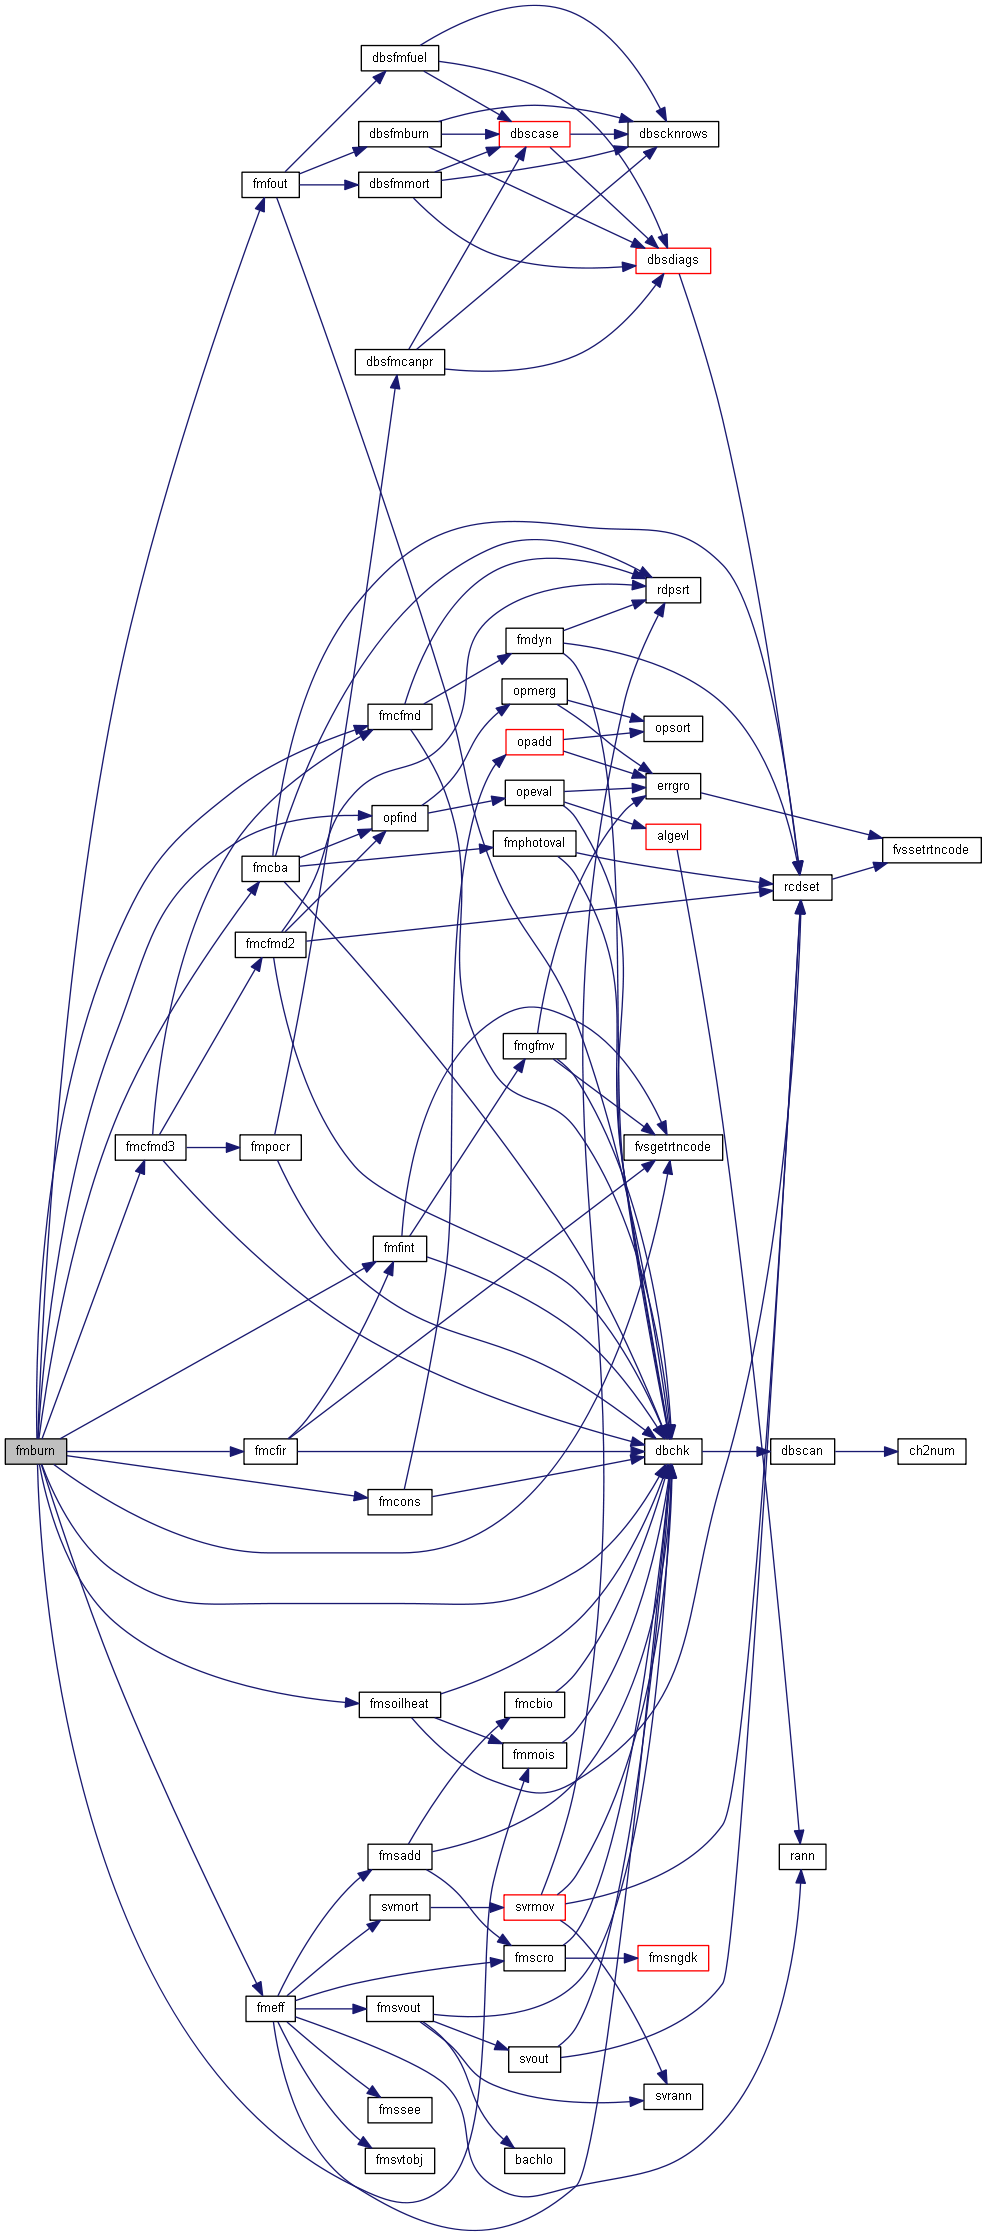 dbsfmfuel
dbsfmburn
dbscase
dbscknrows
fmfout
dbsfmmort
dbsdiags
dbsfmcanpr
rdpsrt
fmdyn
opmerg
fmcfmd
opsort
opadd
errgro
opeval
opfind
algevl
fmphotoval
fvssetrtncode
fmcba
rcdset
fmcfmd2
fmgfmv
fmcfmd3
fmpocr
fvsgetrtncode
fmfint
fmburn
fmcfir
dbchk
dbscan
ch2num
fmcons
fmsoilheat
fmcbio
fmmois
fmsadd
rann
svmort
svrmov
fmscro
fmsngdk
fmeff
fmsvout
svout
svrann
fmssee
fmsvtobj
bachlo